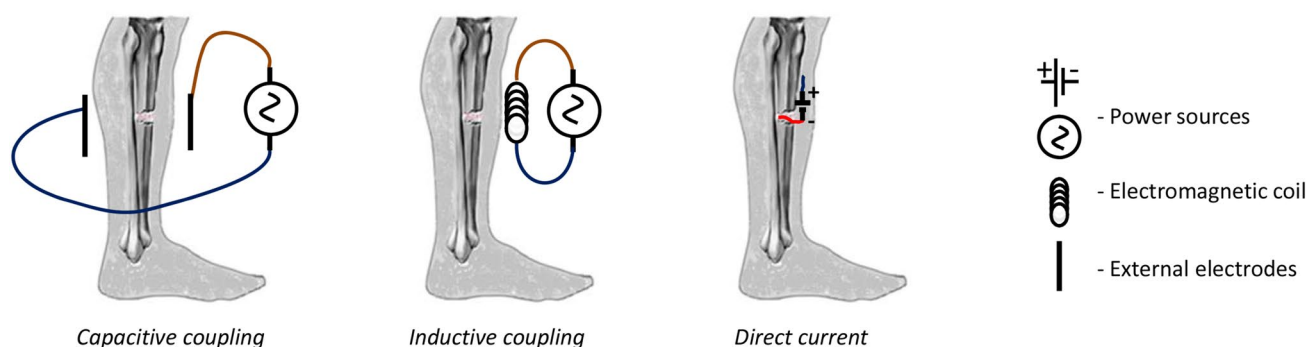 + -
- Power sources
+
-
- Electromagnetic coil
- External electrodes
Capacitive coupling
Inductive coupling
Direct current